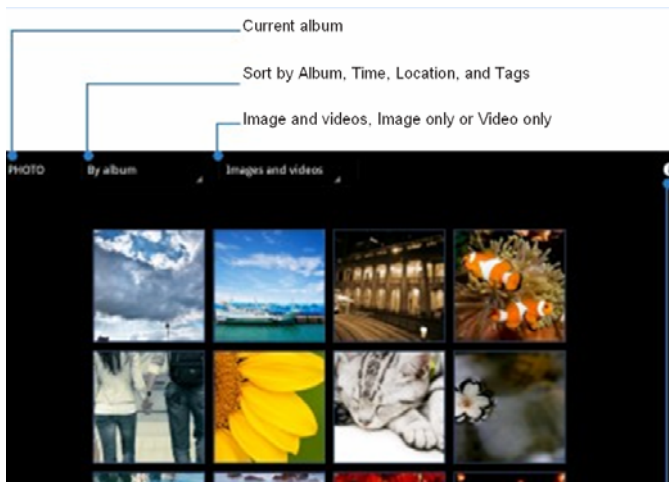 Current album
Sort by Album, Time, Location, and Tags
Image and videos, Image only or Video only
PHOTO
By album
Images and videos